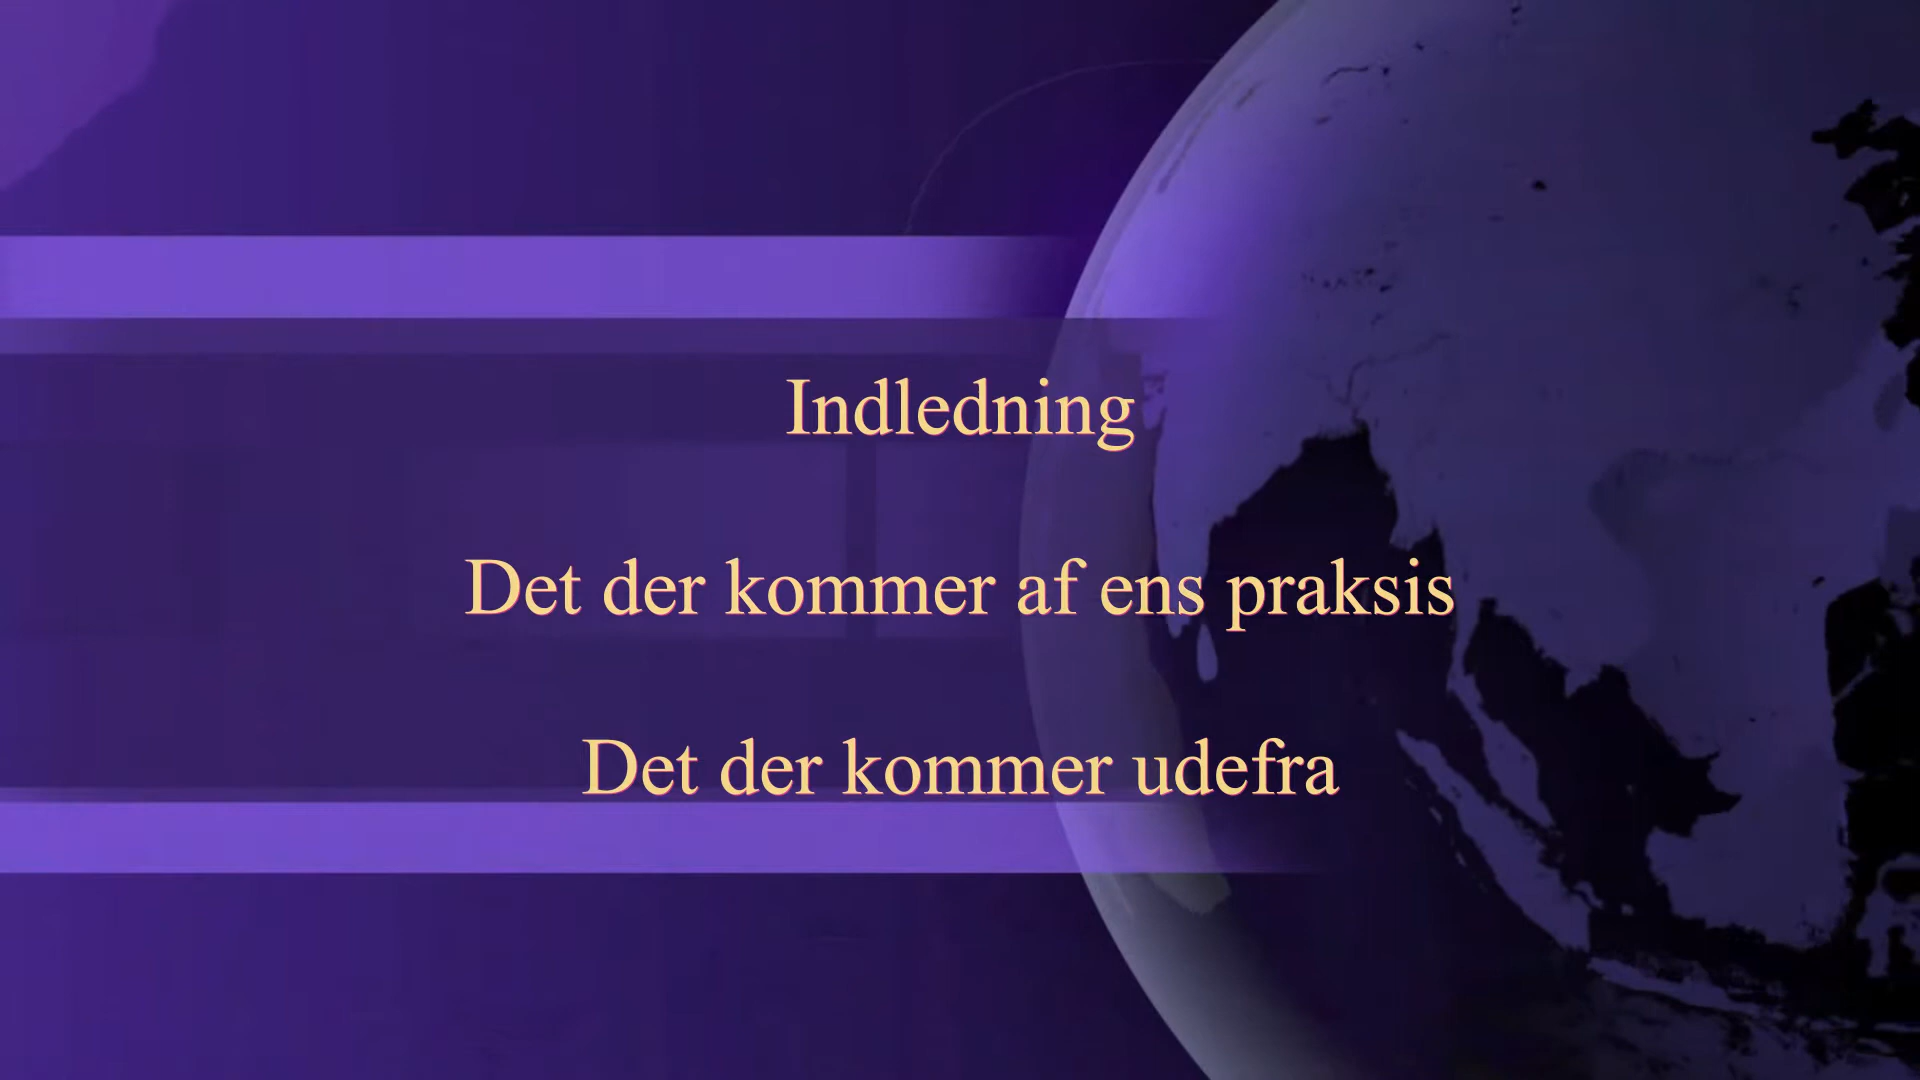 Indledning
Det der kommer af ens praksis
Det der kommer udefra